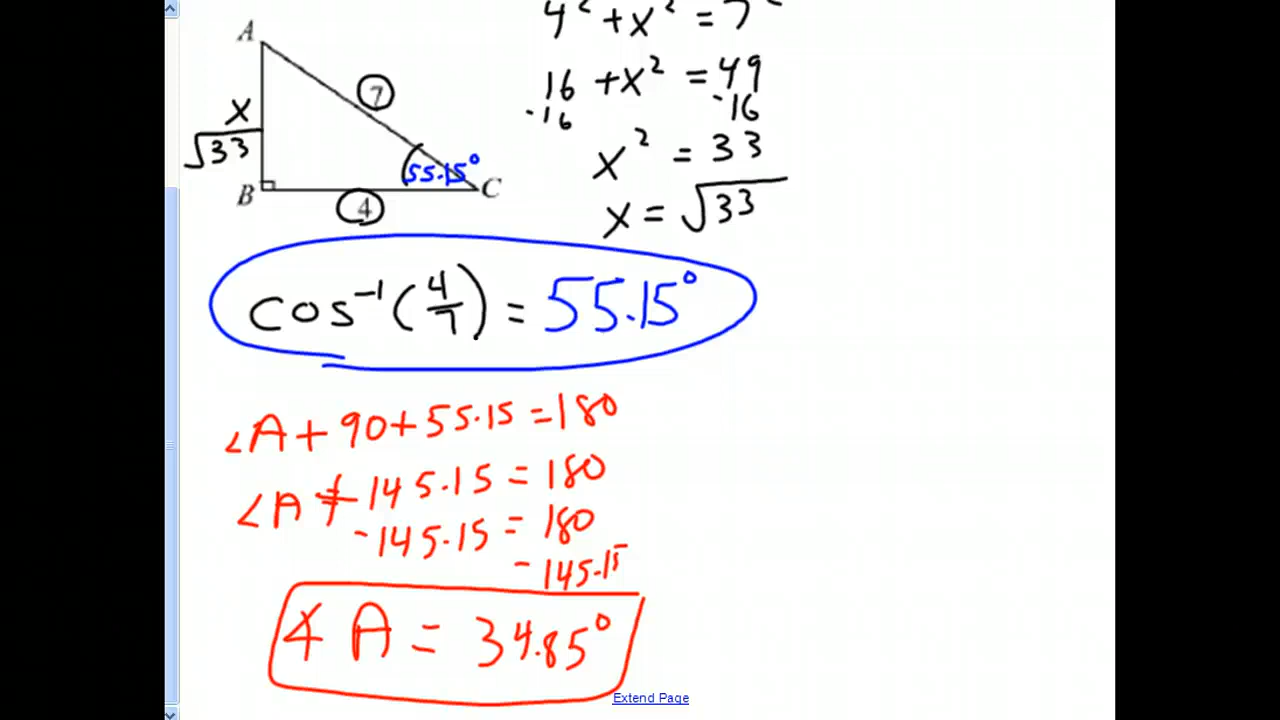 4² + x² = 7²
A
7
16 + x² = 49
-16 -16
x
√33
x² = 33
55.15°
B
C
4
x = √33
cos⁻¹(4/7) = 55.15°
∠A + 90 + 55.15 = 180
∠A + 145.15 = 180
-145.15 = 180
-145.15
∡A = 34.85°
Extend Page